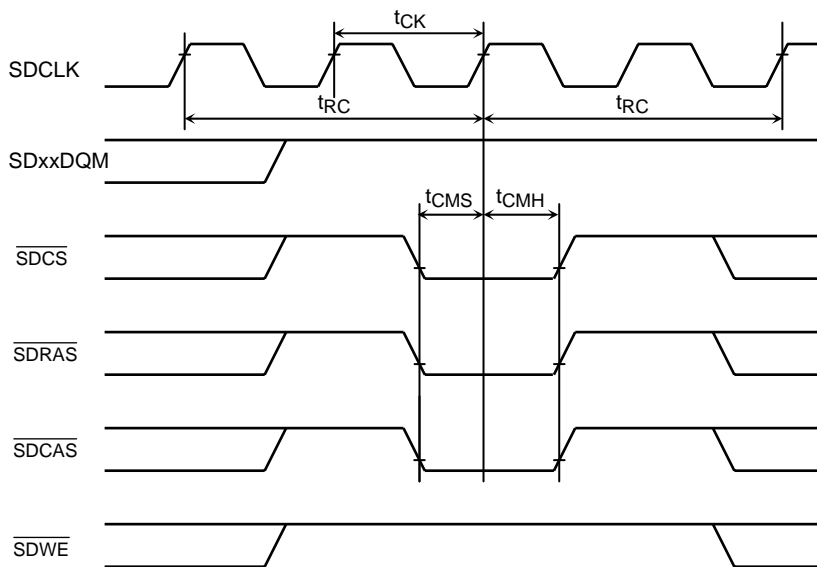 tCK
SDCLK
tRC tRC
SDxxDQM
tCMS tCMH
SDCS
SDRAS
SDCAS
SDWE